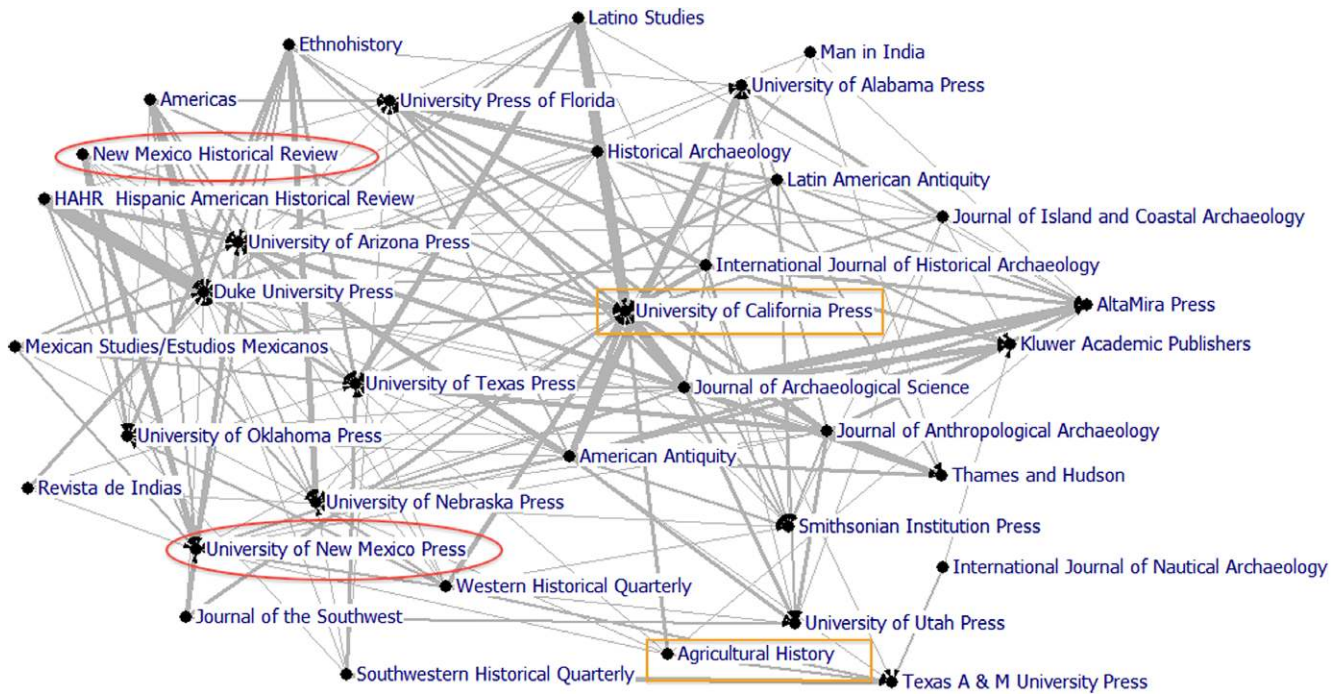 Latino Studies
Ethnohistory
Man in India
University of Alabama Press
Americas
University Press of Florida
New Mexico Historical Review
Historical Archaeology
Latin American Antiquity
HAHR Hispanic American Historical Review
Journal of Island and Coastal Archaeology
University of Arizona Press
International Journal of Historical Archaeology
Duke University Press
University of California Press
AltaMira Press
Mexican Studies/Estudios Mexicanos
Kluwer Academic Publishers
University of Texas Press
Journal of Archaeological Science
University of Oklahoma Press
Journal of Anthropological Archaeology
American Antiquity
Thames and Hudson
Revista de Indias
University of Nebraska Press
Smithsonian Institution Press
University of New Mexico Press
International Journal of Nautical Archaeology
Western Historical Quarterly
Journal of the Southwest
University of Utah Press
Agricultural History
Southwestern Historical Quarterly
Texas A & M University Press